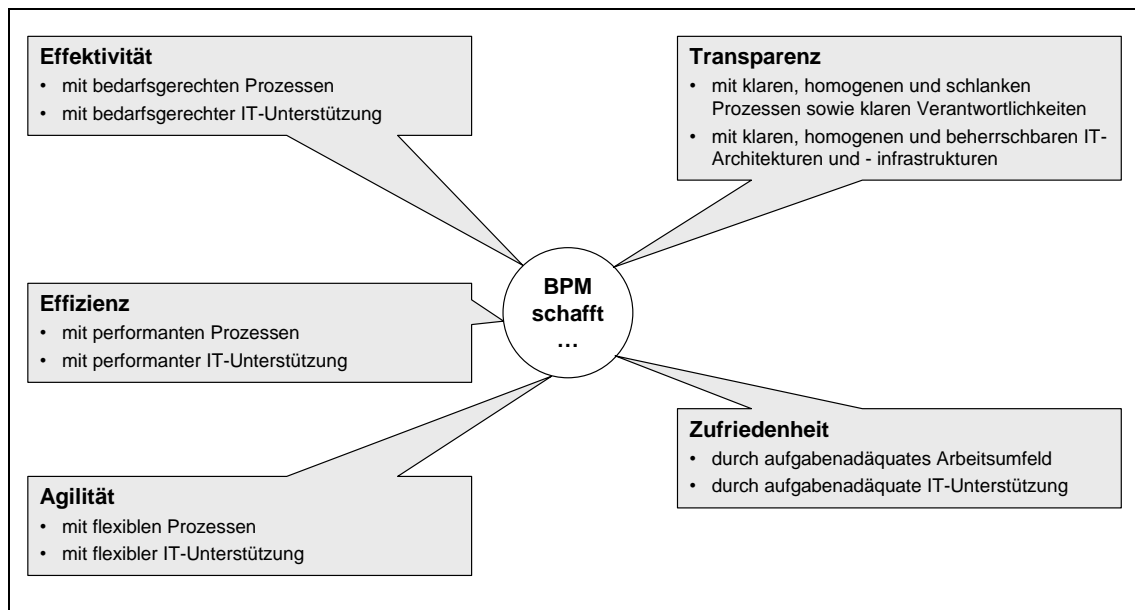 Effektivität
• mit bedarfsgerechten Prozessen
• mit bedarfsgerechter IT-Unterstützung
Transparenz
• mit klaren, homogenen und schlanken
Prozessen sowie klaren Verantwortlichkeiten
• mit klaren, homogenen und beherrschbaren IT-
Architekturen und - infrastrukturen
BPM
schafft
…
Effizienz
• mit performanten Prozessen
• mit performanter IT-Unterstützung
Zufriedenheit
• durch aufgabenadäquates Arbeitsumfeld
• durch aufgabenadäquate IT-Unterstützung
Agilität
• mit flexiblen Prozessen
• mit flexibler IT-Unterstützung